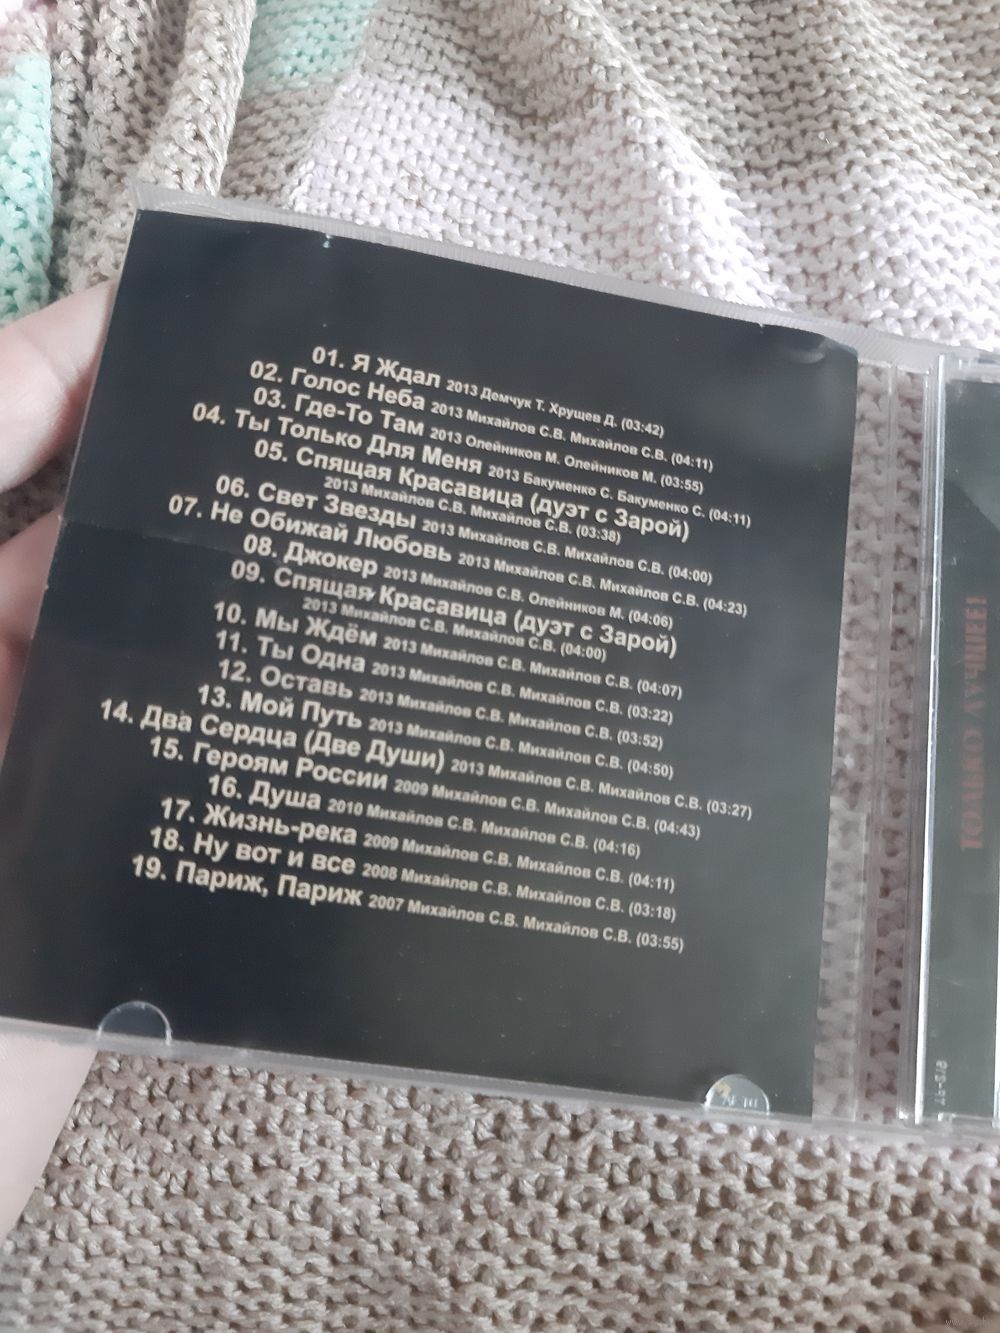 01. Я Ждал 2013 Демчук Т. Хрущев Д. (03:42)
02. Голос Неба 2013 Михайлов С.В. Михайлов С.В. (04:11)
03. Где-То Там 2013 Олейников М. Олейников М. (03:55)
04. Ты Только Для Меня 2013 Бакуменко С. Бакуменко С. (04:11)
05. Спящая Красавица (дуэт с Зарой)
2013 Михайлов С.В. Михайлов С.В. (03:38)
06. Свет Звезды 2013 Михайлов С.В. Михайлов С.В. (04:00)
07. Не Обижай Любовь 2013 Михайлов С.В. Михайлов С.В. (04:23)
08. Джокер 2013 Михайлов С.В. Олейников М. (04:06)
09. Спящая Красавица (дуэт с Зарой)
2013 Михайлов С.В. Михайлов С.В. (04:00)
10. Мы Ждём 2013 Михайлов С.В. Михайлов С.В. (04:07)
11. Ты Одна 2013 Михайлов С.В. Михайлов С.В. (03:22)
12. Оставь 2013 Михайлов С.В. Михайлов С.В. (03:52)
13. Мой Путь 2013 Михайлов С.В. Михайлов С.В. (04:50)
14. Два Сердца (Две Души) 2013 Михайлов С.В. Михайлов С.В. (03:27)
15. Героям России 2009 Михайлов С.В. Михайлов С.В. (04:43)
16. Душа 2010 Михайлов С.В. Михайлов С.В. (04:16)
17. Жизнь-река 2009 Михайлов С.В. Михайлов С.В. (04:11)
18. Ну вот и все 2008 Михайлов С.В. Михайлов С.В. (03:18)
19. Париж, Париж 2007 Михайлов С.В. Михайлов С.В. (03:55)
ТОЛЬКО ЛУЧШЕЕ!